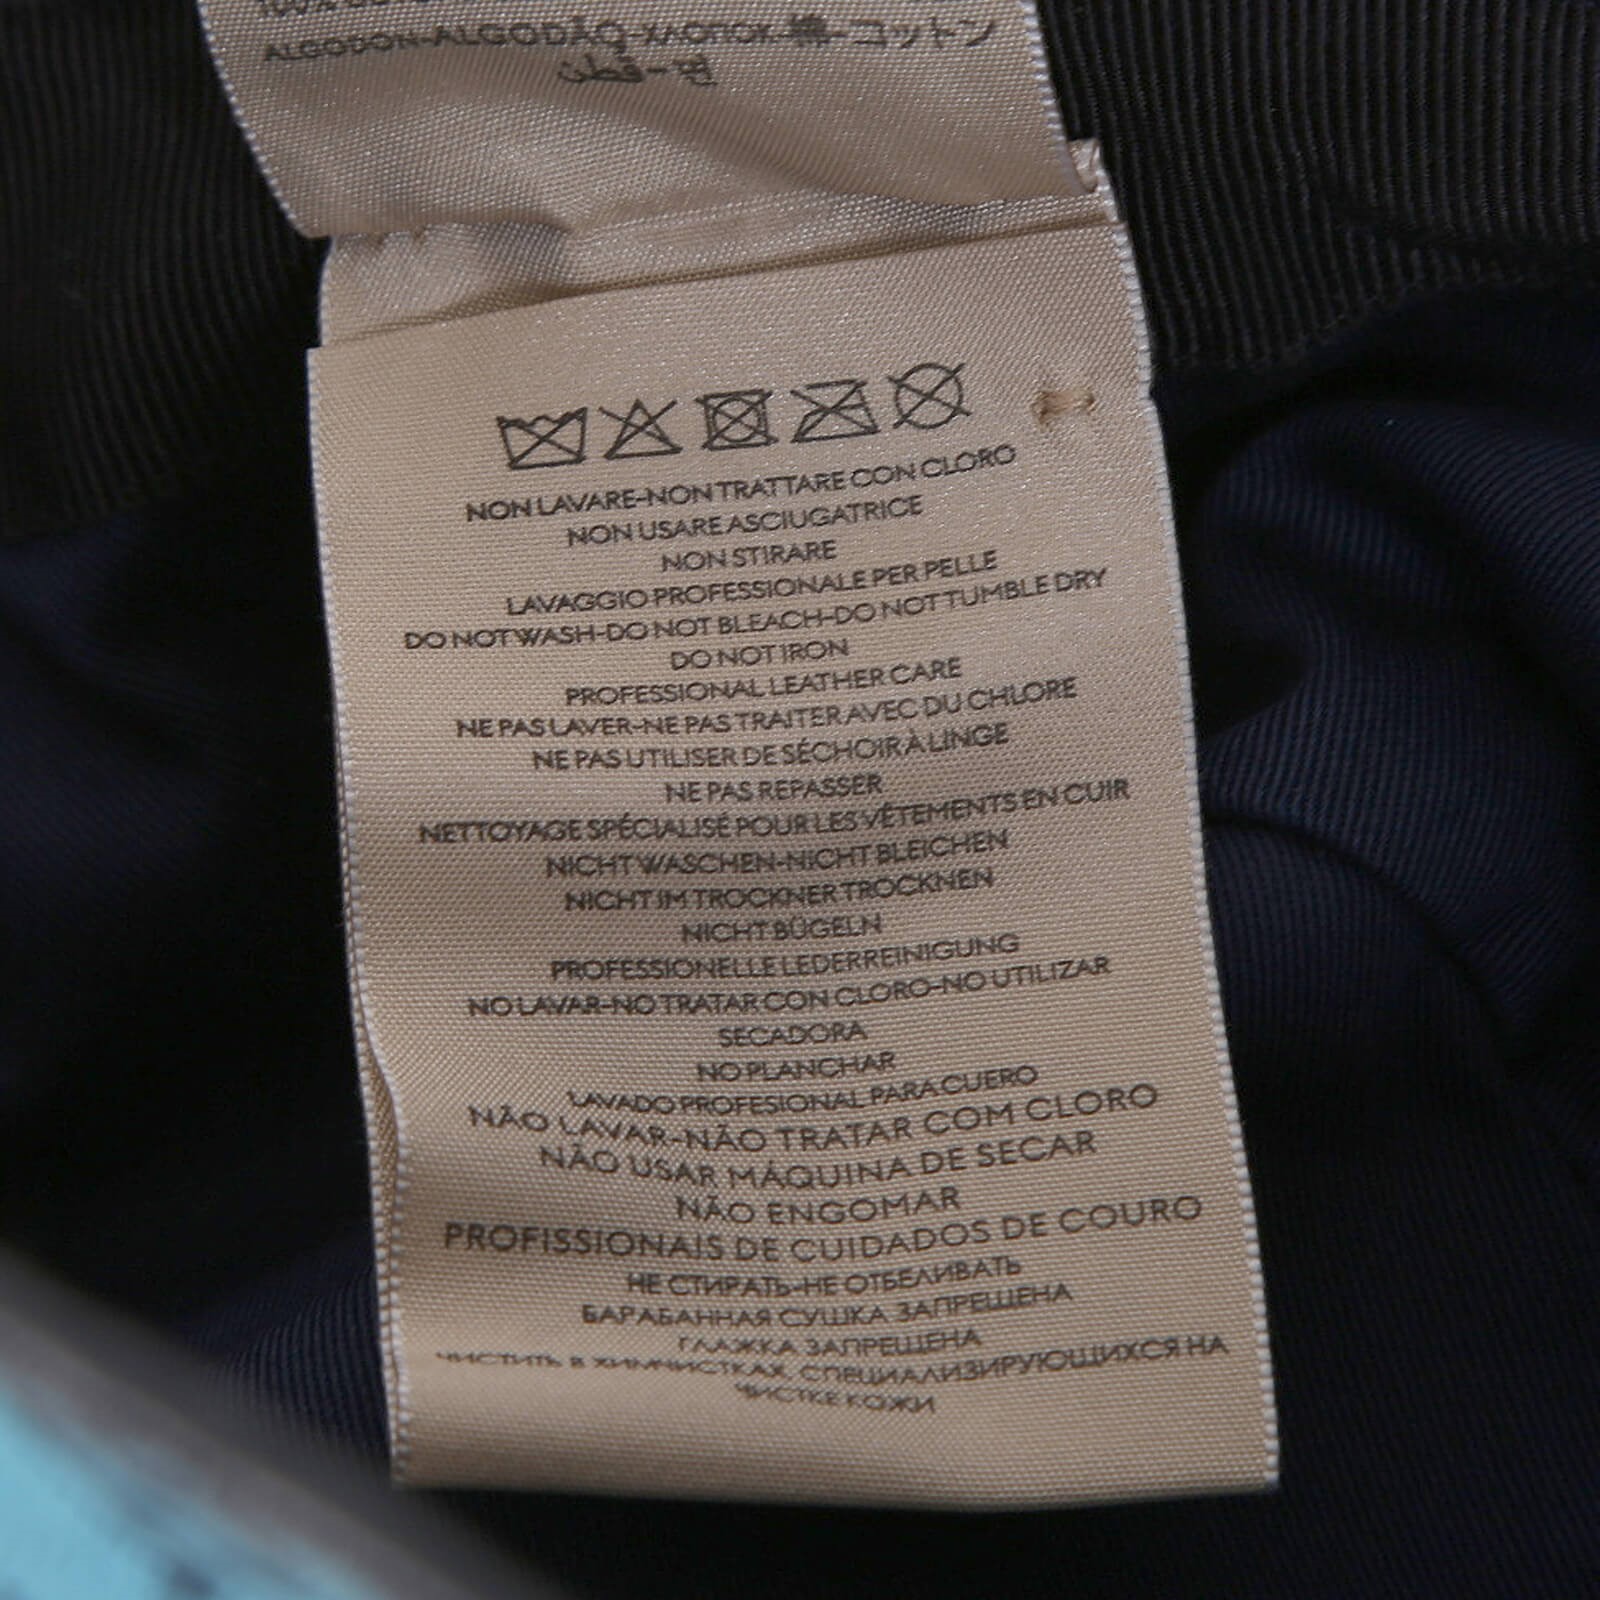 ALGODON-ALGODÃO-ХЛОПОК-棉-コットン
면-قطن
NON LAVARE-NON TRATTARE CON CLORO
NON USARE ASCIUGATRICE
NON STIRARE
LAVAGGIO PROFESSIONALE PER PELLE
DO NOT WASH-DO NOT BLEACH-DO NOT TUMBLE DRY
DO NOT IRON
PROFESSIONAL LEATHER CARE
NE PAS LAVER-NE PAS TRAITER AVEC DU CHLORE
NE PAS UTILISER DE SÉCHOIR À LINGE
NE PAS REPASSER
NETTOYAGE SPÉCIALISÉ POUR LES VÊTEMENTS EN CUIR
NICHT WASCHEN-NICHT BLEICHEN
NICHT IM TROCKNER TROCKNEN
NICHT BÜGELN
PROFESSIONELLE LEDERREINIGUNG
NO LAVAR-NO TRATAR CON CLORO-NO UTILIZAR
SECADORA
NO PLANCHAR
LAVADO PROFESIONAL PARA CUERO
NÃO LAVAR-NÃO TRATAR COM CLORO
NÃO USAR MÁQUINA DE SECAR
NÃO ENGOMAR
PROFISSIONAIS DE CUIDADOS DE COURO
НЕ СТИРАТЬ-НЕ ОТБЕЛИВАТЬ
БАРАБАННАЯ СУШКА ЗАПРЕЩЕНА
ГЛАЖКА ЗАПРЕЩЕНА
ЧИСТИТЬ В ХИМЧИСТКАХ, СПЕЦИАЛИЗИРУЮЩИХСЯ НА
ЧИСТКЕ КОЖИ